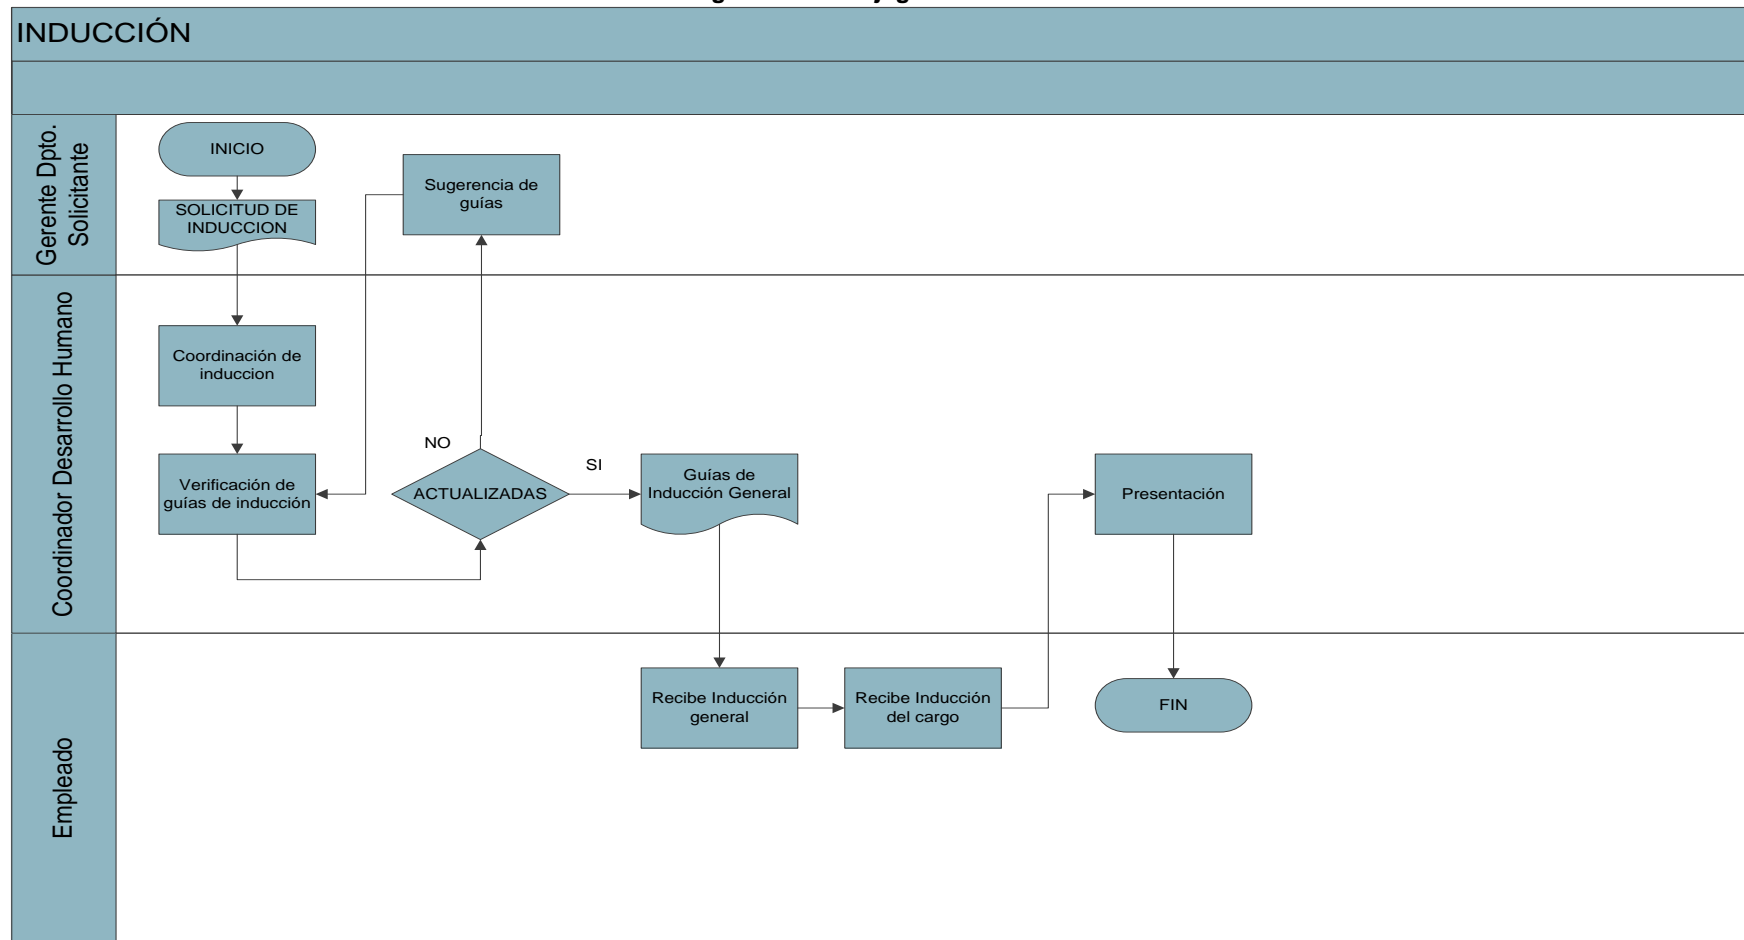 INDUCCIÓN
Gerente Dpto.
Solicitante
INICIO
SOLICITUD DE
INDUCCION
Sugerencia de
guías
Coordinador Desarrollo Humano
Coordinación de
induccion
Verificación de
guías de inducción
NO
ACTUALIZADAS
SI
Guías de
Inducción General
Presentación
Empleado
Recibe Inducción
general
Recibe Inducción
del cargo
FIN